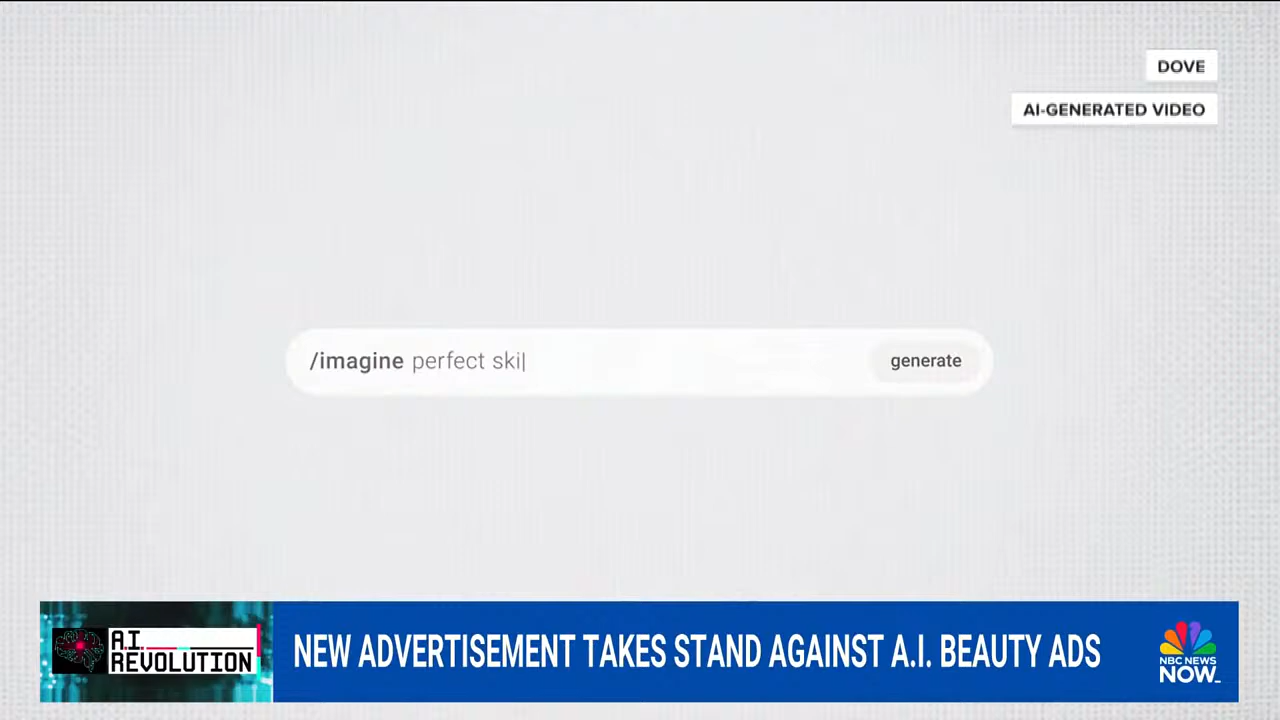 DOVE
AI-GENERATED VIDEO
/imagine perfect ski
generate
A.I.
REVOLUTION
NEW ADVERTISEMENT TAKES STAND AGAINST A.I. BEAUTY ADS
NBC NEWS
NOW